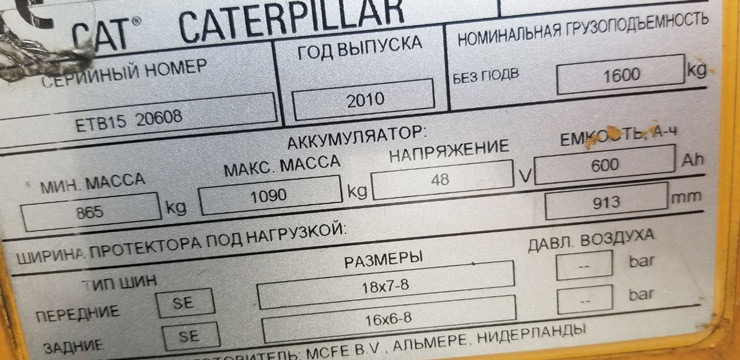 CAT® CATERPILLAR
СЕРИЙНЫЙ НОМЕР ГОД ВЫПУСКА НОМИНАЛЬНАЯ ГРУЗОПОДЪЕМНОСТЬ
ETB15 20608 2010 БЕЗ ПОДВ 1600 kg
АККУМУЛЯТОР:
МИН. МАССА МАКС. МАССА НАПРЯЖЕНИЕ ЕМКОСТЬ, А-ч
865 kg 1090 kg 48 V 600 Ah
ШИРИНА ПРОТЕКТОРА ПОД НАГРУЗКОЙ: 913 mm
ТИП ШИН РАЗМЕРЫ ДАВЛ. ВОЗДУХА
ПЕРЕДНИЕ SE 18x7-8 -- bar
ЗАДНИЕ SE 16x6-8 -- bar
MCFE B.V., АЛЬМЕРЕ, НИДЕРЛАНДЫ